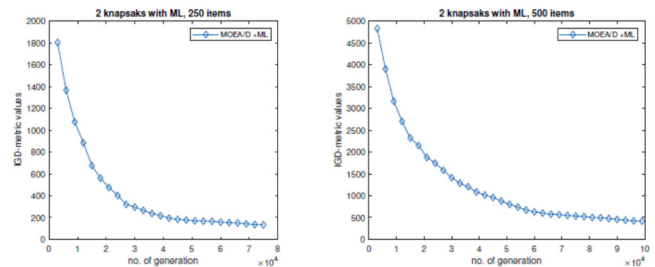 2 knapsaks with ML, 250 items
MOEA/D +ML
2000
1800
1600
1400
1200
1000
800
600
400
200
0
IGD-metric values
0 1 2 3 4 5 6 7 8
no. of generation
×10⁴
2 knapsaks with ML, 500 items
MOEA/D +ML
5000
4500
4000
3500
3000
2500
2000
1500
1000
500
0
IGD-metric values
0 1 2 3 4 5 6 7 8 9 10
no. of generation
×10⁴